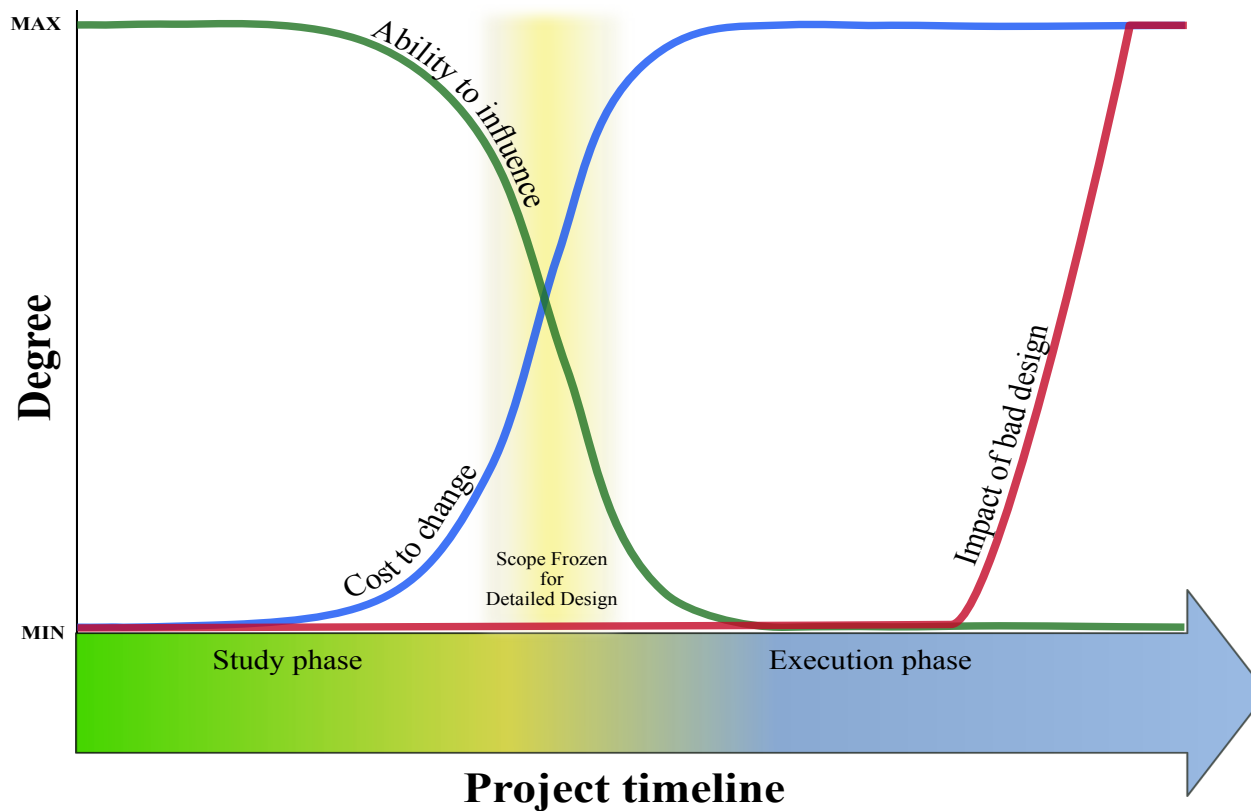 MAX
Ability to influence
Degree
Impact of bad design
Cost to change
Scope Frozen
for
Detailed Design
MIN
Study phase
Execution phase
Project timeline